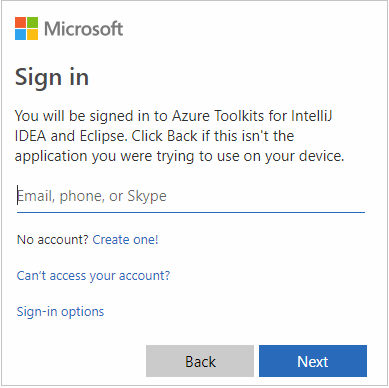 Microsoft
Sign in
You will be signed in to Azure Toolkits for IntelliJ
IDEA and Eclipse. Click Back if this isn't the
application you were trying to use on your device.
Email, phone, or Skype
No account? Create one!
Can't access your account?
Sign-in options
Back
Next